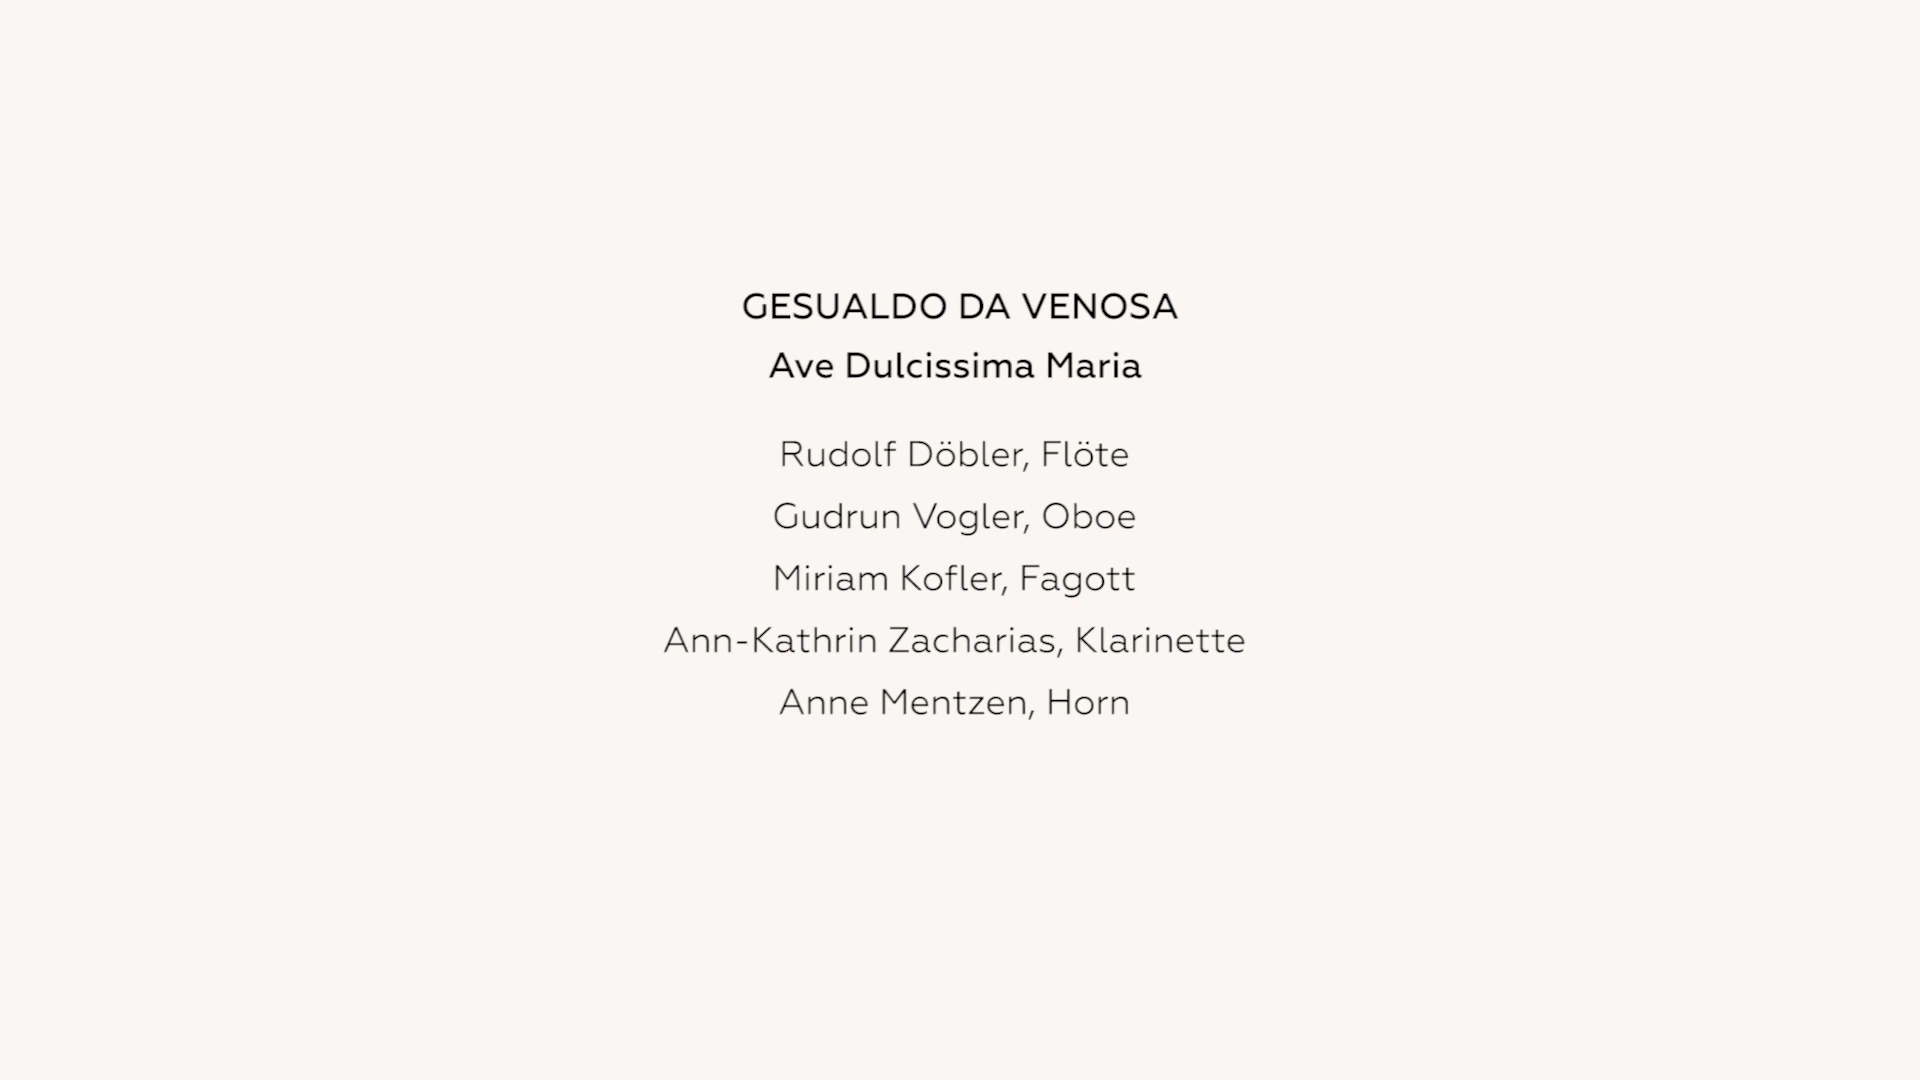 GESUALDO DA VENOSA
Ave Dulcissima Maria
Rudolf Döbler, Flöte
Gudrun Vogler, Oboe
Miriam Kofler, Fagott
Ann-Kathrin Zacharias, Klarinette
Anne Mentzen, Horn